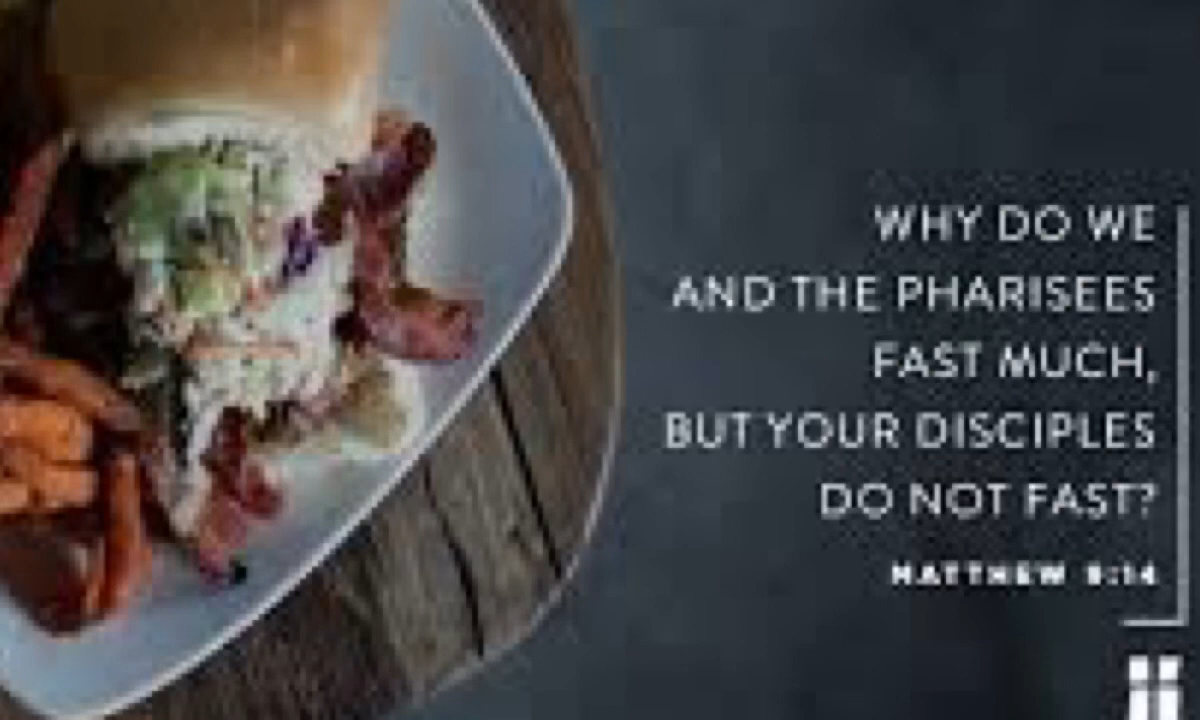 WHY DO WE
AND THE PHARISEES
FAST MUCH,
BUT YOUR DISCIPLES
DO NOT FAST?
MATTHEW 9:14